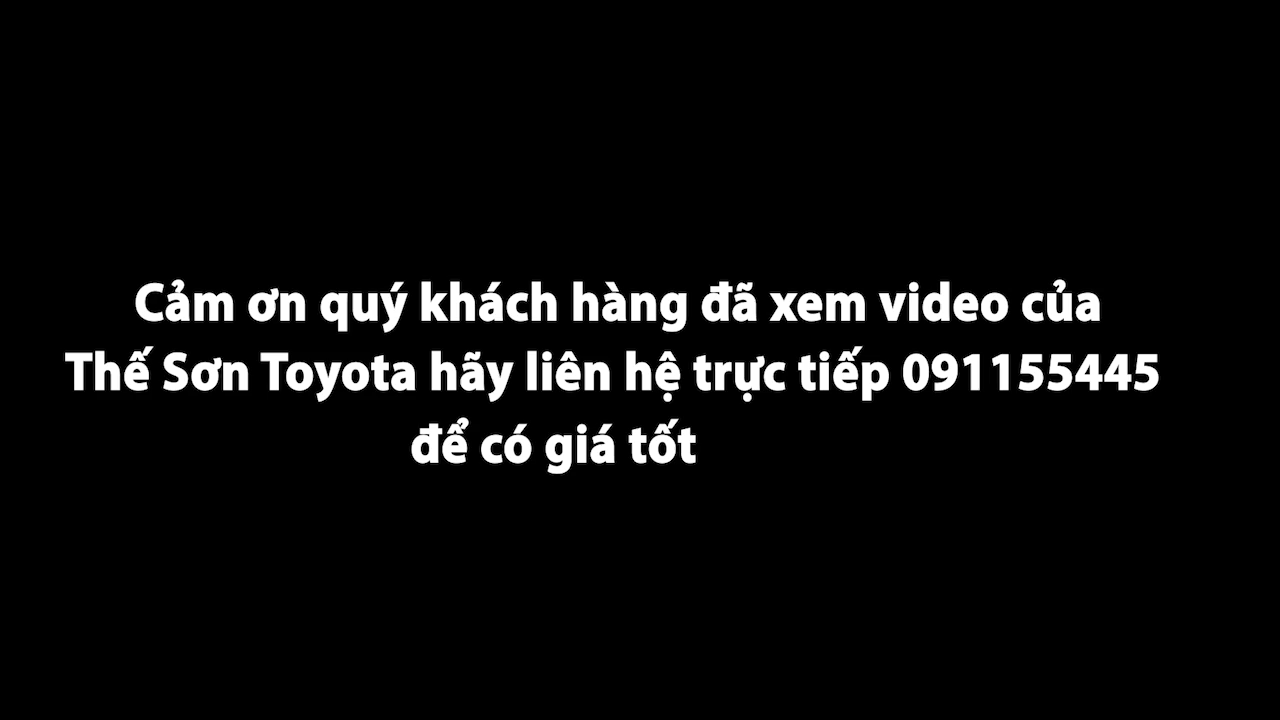 Cảm ơn quý khách hàng đã xem video của
Thế Sơn Toyota hãy liên hệ trực tiếp 091155445
để có giá tốt